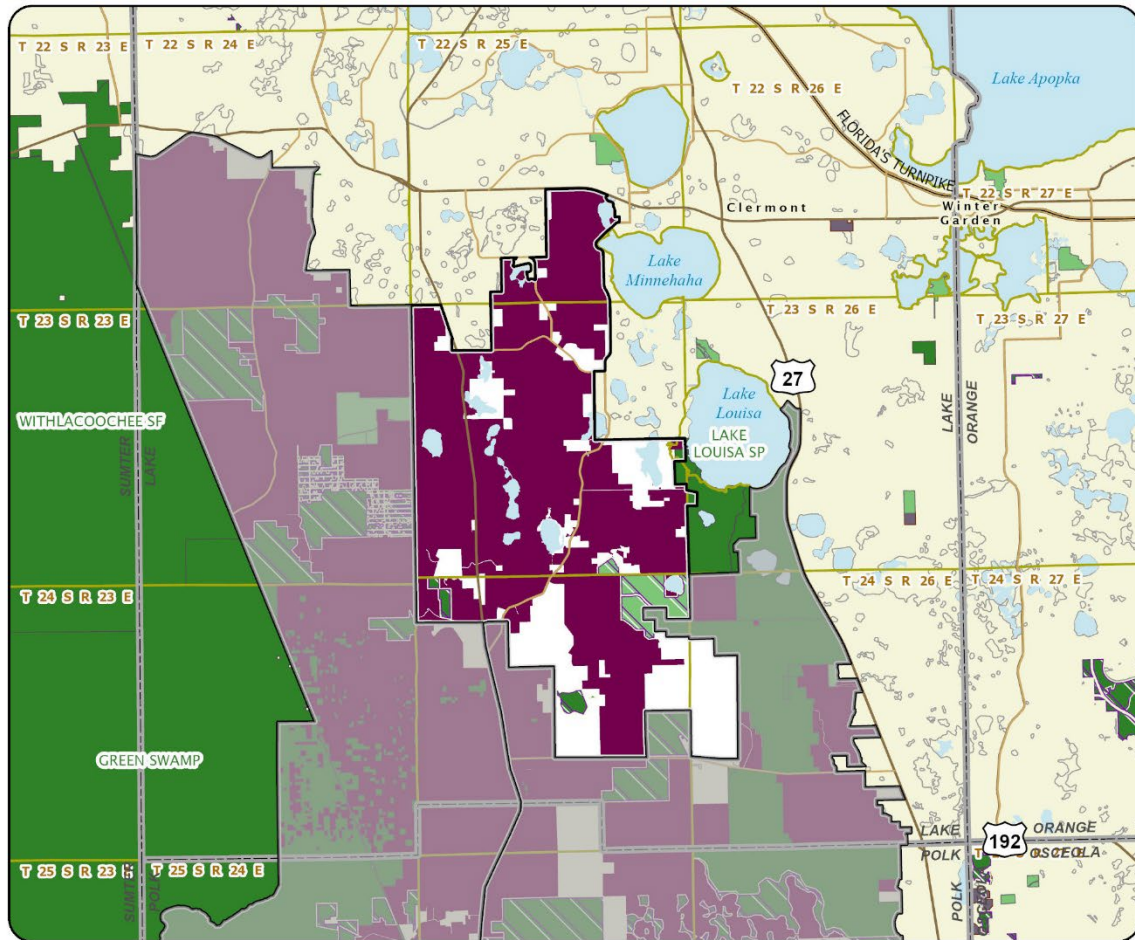 T 22 S R 23 E
T 22 S R 24 E
T 22 S R 25 E
T 22 S R 26 E
Lake Apopka
FLORIDA'S TURNPIKE
T 22 S R 27 E
Clermont
Winter
Garden
Lake
Minnehaha
T 23 S R 23 E
T 23 S R 26 E
T 23 S R 27 E
27
WITHLACOOCHEE SF
SUMTER
LAKE
Lake
Louisa
LAKE
LOUISA SP
LAKE
ORANGE
T 24 S R 23 E
T 24 S R 26 E
T 24 S R 27 E
GREEN SWAMP
LAKE
ORANGE
192
POLK
OSCEOLA
T 25 S R 23 E
T 25 S R 24 E
SUMTER
POLK
POLK